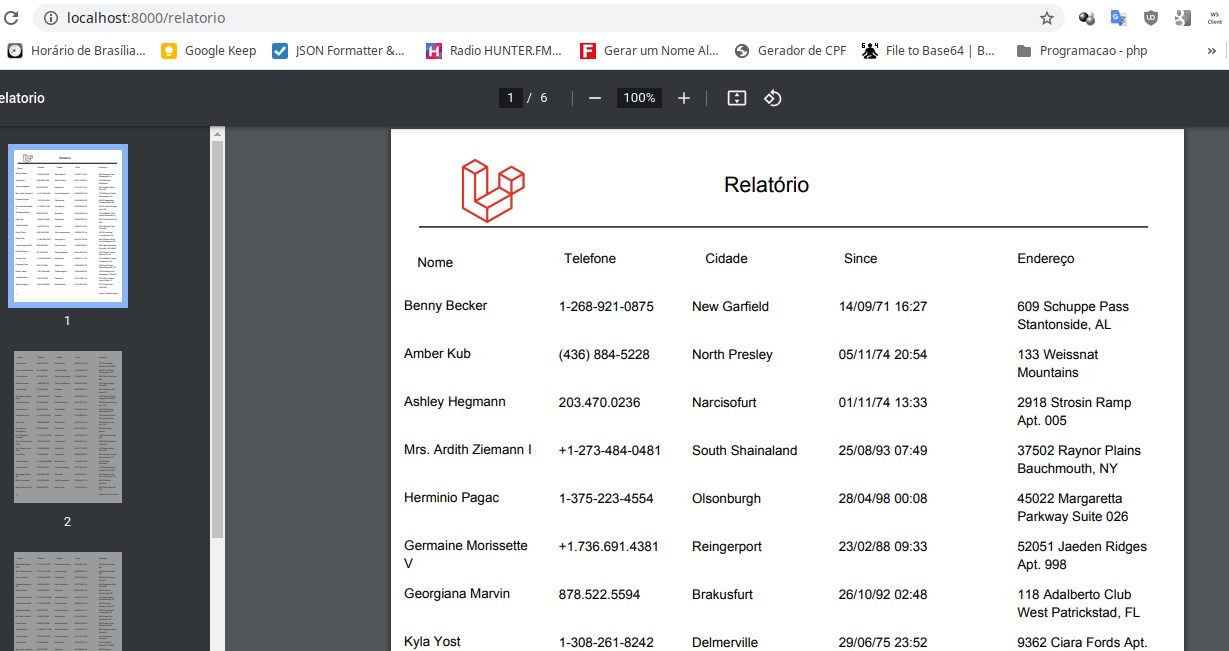 localhost:8000/relatorio
WS
Client
Horário de Brasília...
Google Keep
JSON Formatter &...
Radio HUNTER.FM...
Gerar um Nome Al...
Gerador de CPF
File to Base64 | B...
Programacao - php
»
elatorio
1 / 6
100%
1
2
Relatório
Nome Telefone Cidade Since Endereço
Benny Becker 1-268-921-0875 New Garfield 14/09/71 16:27 609 Schuppe Pass
Stantonside, AL
Amber Kub (436) 884-5228 North Presley 05/11/74 20:54 133 Weissnat
Mountains
Ashley Hegmann 203.470.0236 Narcisofurt 01/11/74 13:33 2918 Strosin Ramp
Apt. 005
Mrs. Ardith Ziemann I +1-273-484-0481 South Shainaland 25/08/93 07:49 37502 Raynor Plains
Bauchmouth, NY
Herminio Pagac 1-375-223-4554 Olsonburgh 28/04/98 00:08 45022 Margaretta
Parkway Suite 026
Germaine Morissette +1.736.691.4381 Reingerport 23/02/88 09:33 52051 Jaeden Ridges
V Apt. 998
Georgiana Marvin 878.522.5594 Brakusfurt 26/10/92 02:48 118 Adalberto Club
West Patrickstad, FL
Kyla Yost 1-308-261-8242 Delmerville 29/06/75 23:52 9362 Ciara Fords Apt.